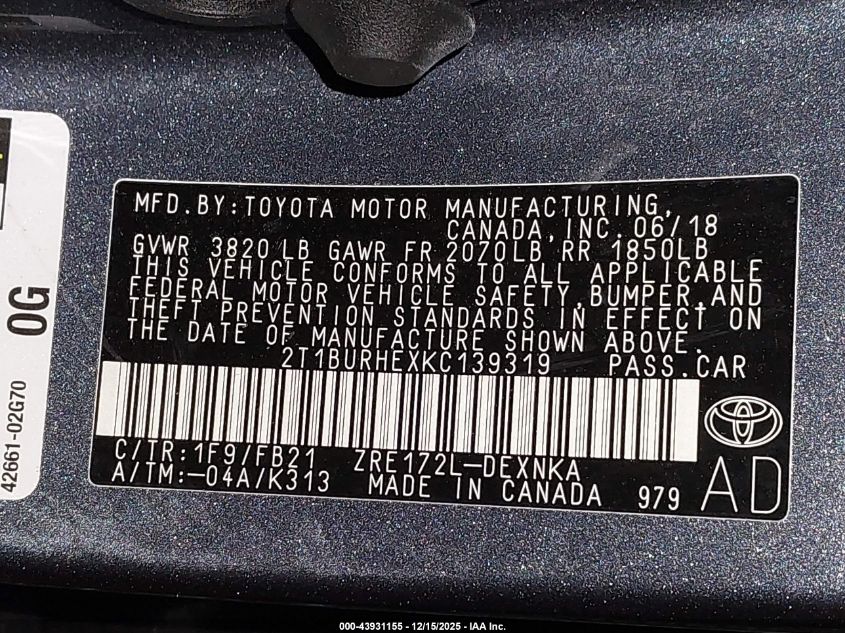 MFD.BY:TOYOTA MOTOR MANUFACTURING,
CANADA,INC. 06/18
GVWR 3820 LB GAWR FR 2070LB RR 1850LB
THIS VEHICLE CONFORMS TO ALL APPLICABLE
FEDERAL MOTOR VEHICLE SAFETY,BUMPER,AND
THEFT PREVENTION STANDARDS IN EFFECT ON
THE DATE OF MANUFACTURE SHOWN ABOVE.
2T1BURHEXKC139319 PASS.CAR
C/TR:1F9/FB21 ZRE172L-DEXNKA
A/TM:-04A/K313 MADE IN CANADA 979
AD
0G
42661-02G70
000-43931155 - 12/15/2025 - IAA Inc.